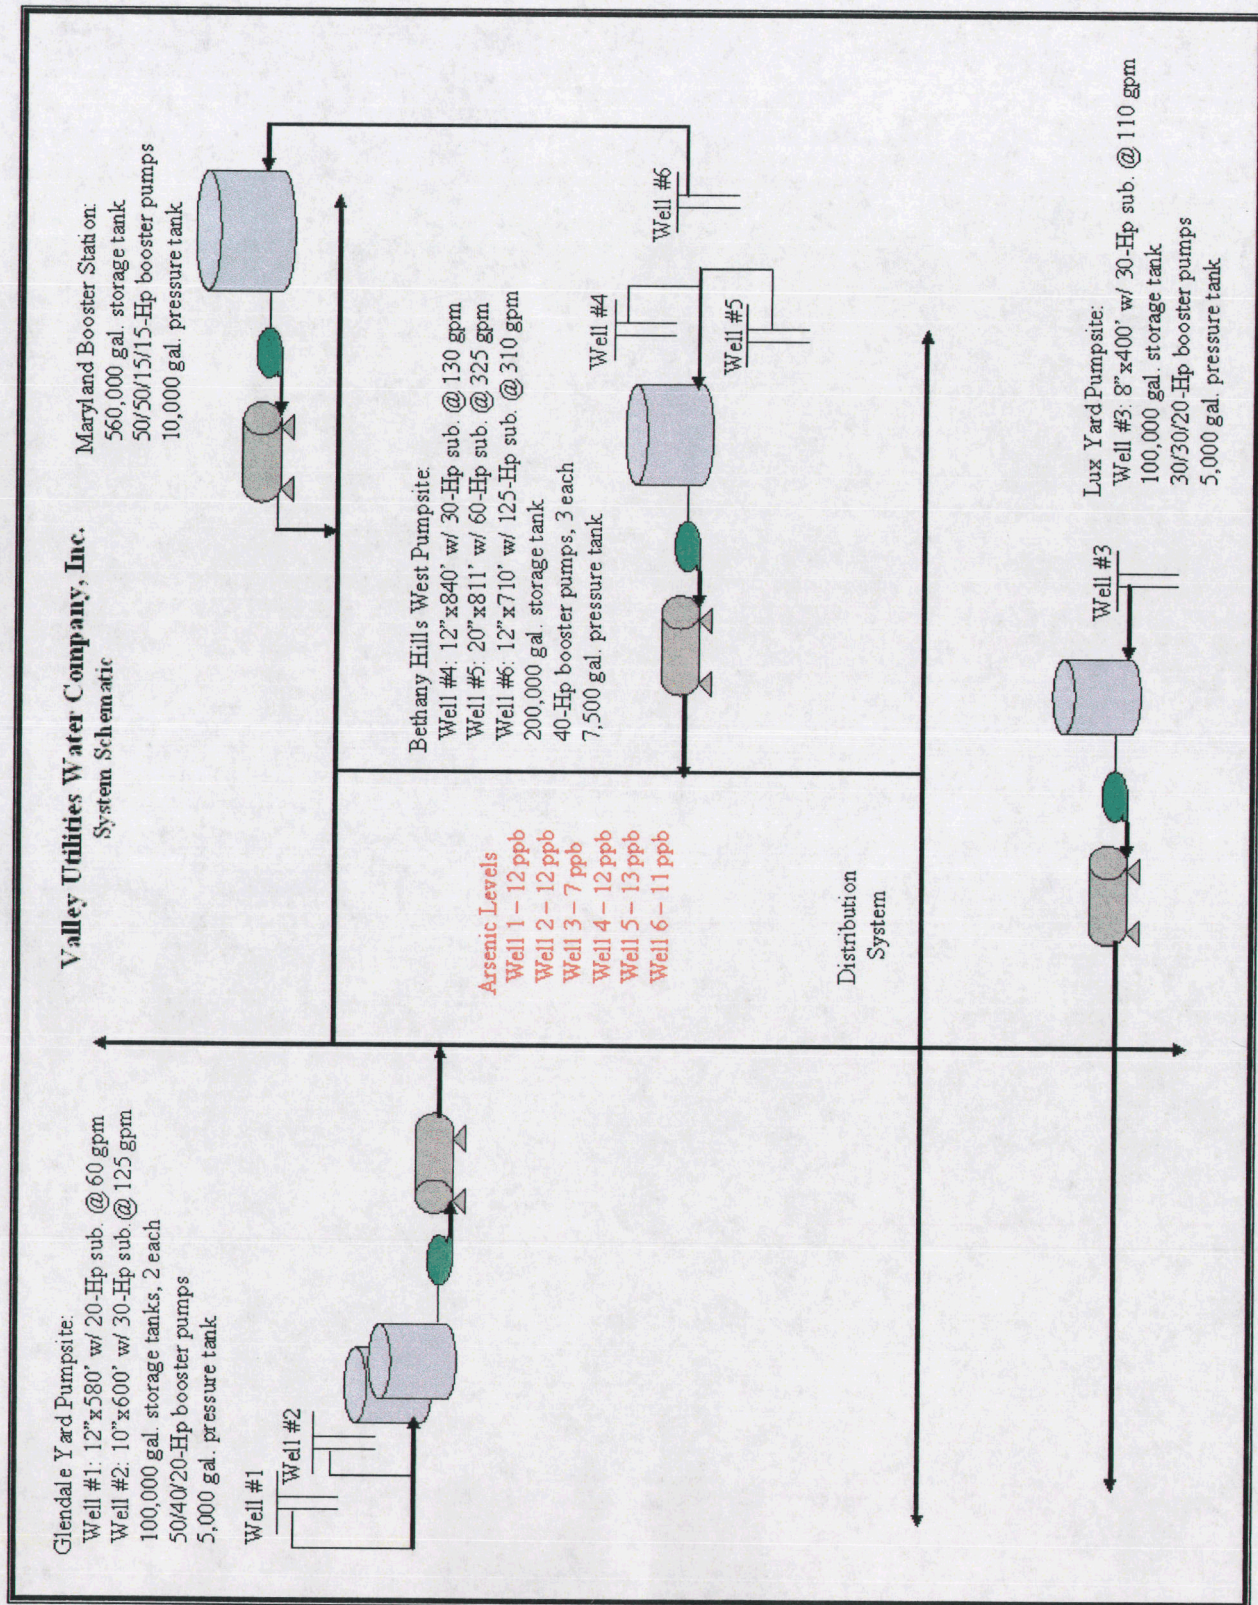 Valley Utilities Water Company, Inc.
System Schematic
Glendale Yard Pumpsite:
Well #1: 12"x580' w/ 20-Hp sub. @ 60 gpm
Well #2: 10"x600' w/ 30-Hp sub. @ 125 gpm
100,000 gal. storage tanks, 2 each
50/40/20-Hp booster pumps
5,000 gal. pressure tank
Well #1
Well #2
Maryland Booster Station:
560,000 gal. storage tank
50/50/15/15-Hp booster pumps
10,000 gal. pressure tank
Bethany Hills West Pumpsite:
Well #4: 12"x840' w/ 30-Hp sub. @ 130 gpm
Well #5: 20"x811' w/ 60-Hp sub. @ 325 gpm
Well #6: 12"x710' w/ 125-Hp sub. @ 310 gpm
200,000 gal. storage tank
40-Hp booster pumps, 3 each
7,500 gal. pressure tank
Well #4
Well #6
Well #5
Arsenic Levels
Well 1 – 12 ppb
Well 2 – 12 ppb
Well 3 – 7 ppb
Well 4 – 12 ppb
Well 5 – 13 ppb
Well 6 – 11 ppb
Distribution
System
Well #3
Lux Yard Pumpsite:
Well #3: 8"x400' w/ 30-Hp sub. @ 110 gpm
100,000 gal. storage tank
30/30/20-Hp booster pumps
5,000 gal. pressure tank